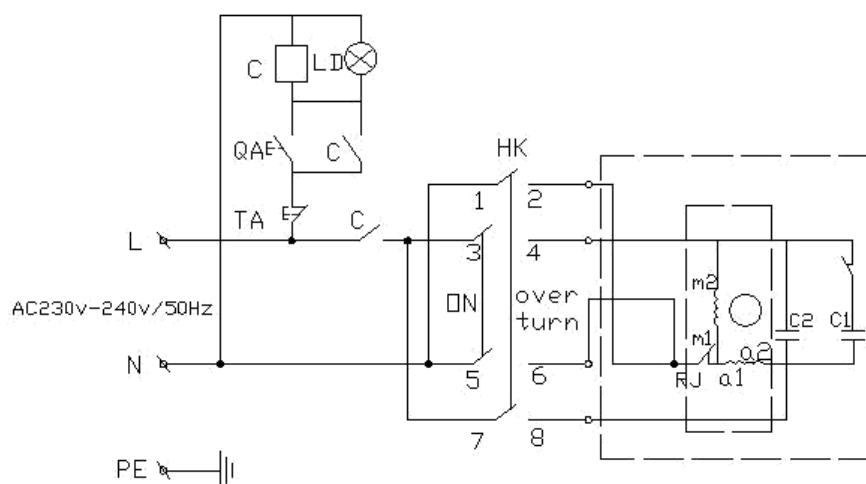 C
LD
QA
C
HK
1
2
TA
C
L
3
4
m2
AC230v-240v/50Hz
ON
over
turn
C2
C1
m1
a2
N
5
6
RJ
a1
7
8
PE